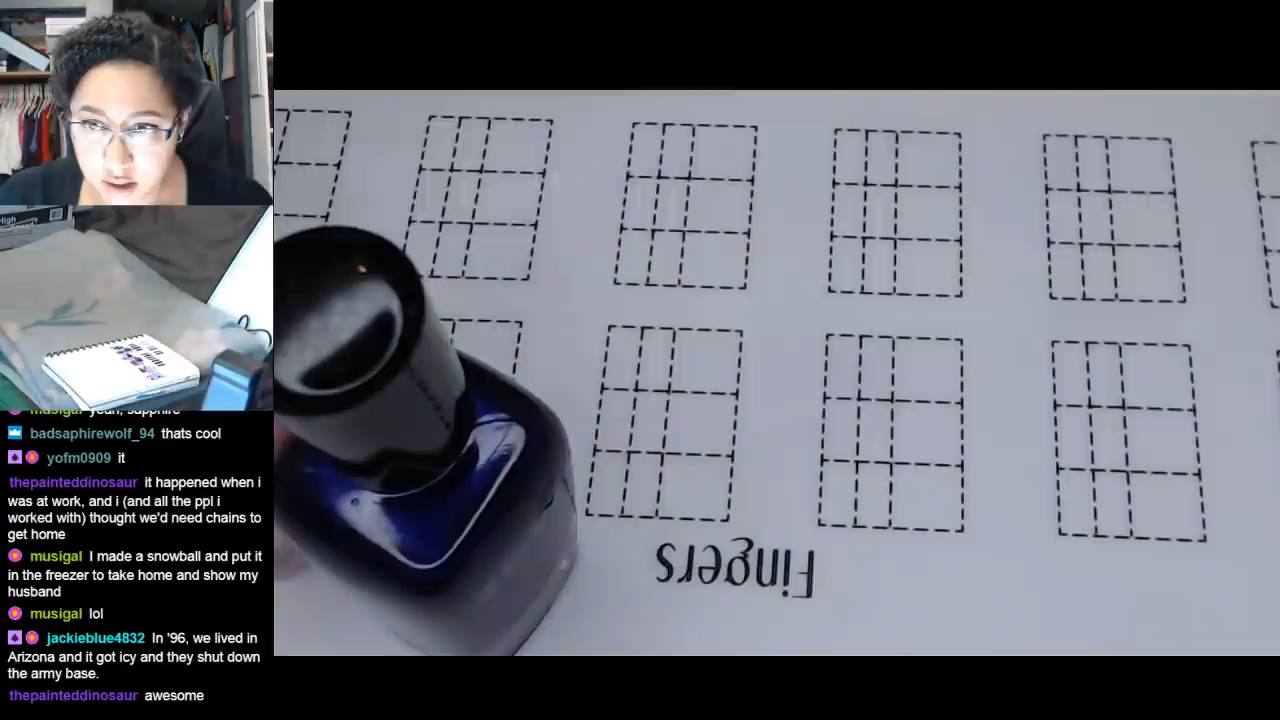 High
musigal yeah, sapphire
badsaphirewolf_94 thats cool
yofm0909 it
thepainteddinosaur it happened when i
was at work, and i (and all the ppl i
worked with) thought we'd need chains to
get home
musigal I made a snowball and put it
in the freezer to take home and show my
husband
musigal lol
jackieblue4832 In '96, we lived in
Arizona and it got icy and they shut down
the army base.
thepainteddinosaur awesome
Fingers